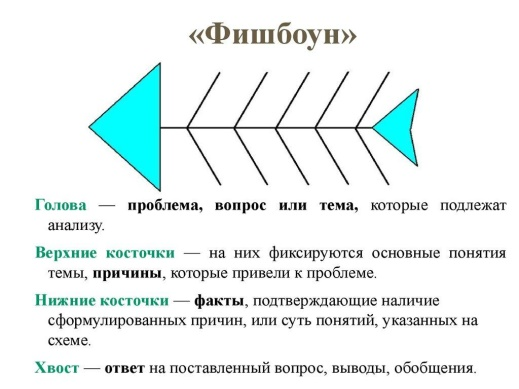 «Фишбоун»
Голова — проблема, вопрос или тема, которые подлежат
анализу.
Верхние косточки — на них фиксируются основные понятия
темы, причины, которые привели к проблеме.
Нижние косточки — факты, подтверждающие наличие
сформулированных причин, или суть понятий, указанных на
схеме.
Хвост — ответ на поставленный вопрос, выводы, обобщения.